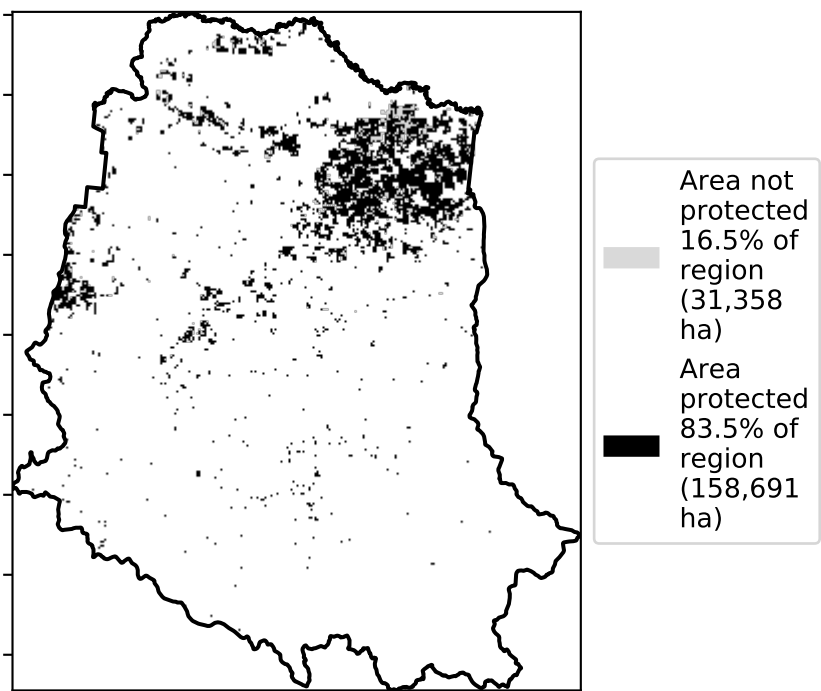 Area not
protected
16.5% of
region
(31,358
ha)
Area
protected
83.5% of
region
(158,691
ha)